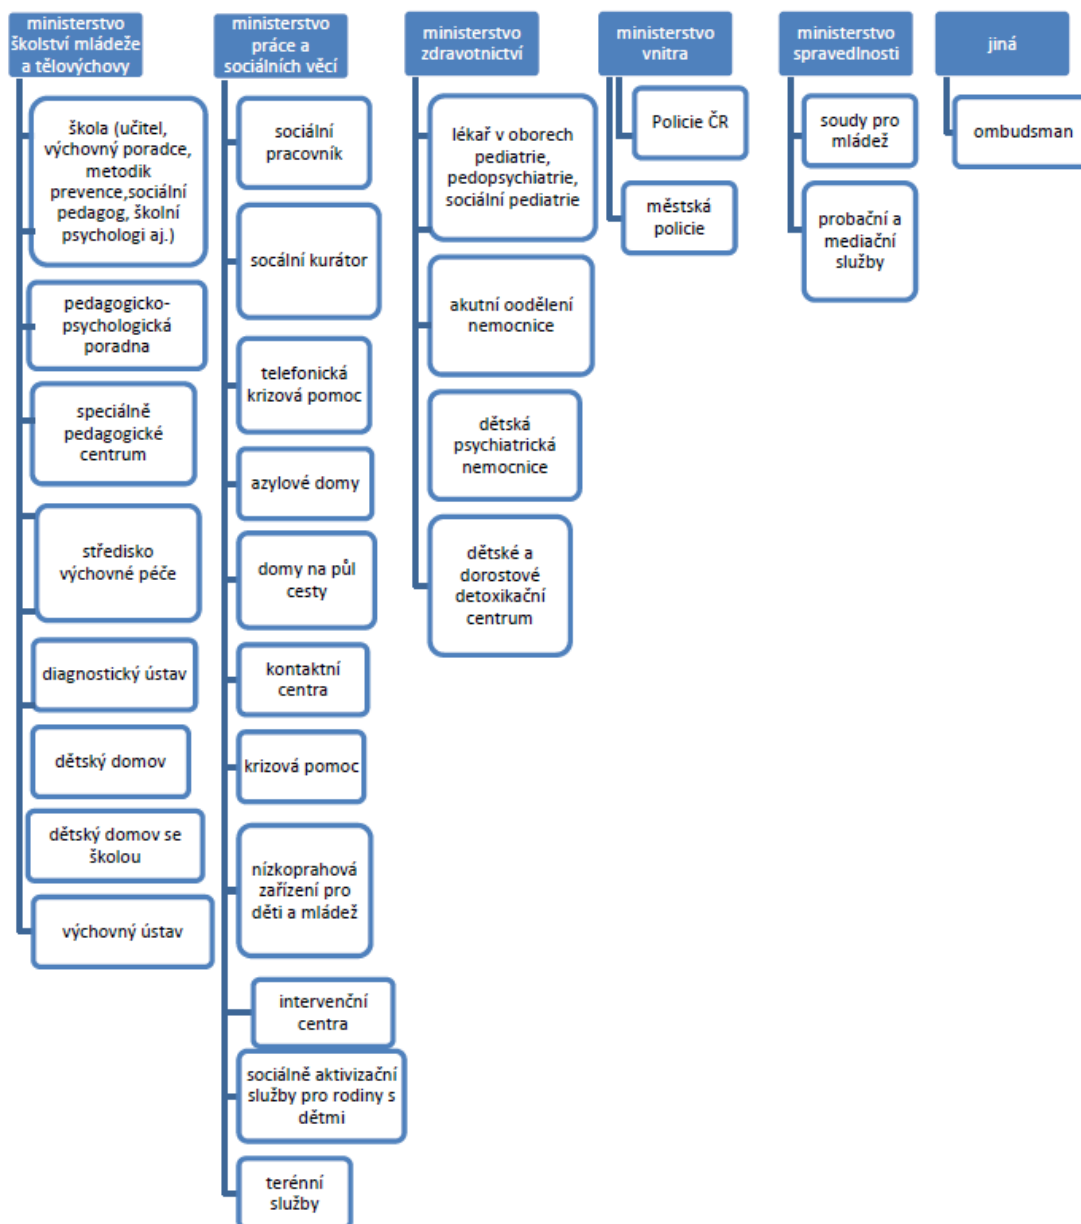 ministerstvo
školství mládeže
a tělovýchovy
škola (učitel,
výchovný poradce,
metodik
prevence,sociální
pedagog, školní
psychologi aj.)
pedagogicko-
psychologická
poradna
speciálně
pedagogické
centrum
středisko
výchovné péče
diagnostický ústav
dětský domov
dětský domov se
školou
výchovný ústav
ministerstvo
práce a
sociálních věcí
sociální
pracovník
socální kurátor
telefonická
krizová pomoc
azylové domy
domy na půl
cesty
kontaktní
centra
krizová pomoc
nízkoprahová
zařízení pro
děti a mládež
intervenční
centra
sociálně aktivizační
služby pro rodiny s
dětmi
terénní
služby
ministerstvo
zdravotnictví
lékař v oborech
pediatrie,
pedopsychiatrie,
sociální pediatrie
akutní oodělení
nemocnice
dětská
psychiatrická
nemocnice
dětské a
dorostové
detoxikační
centrum
ministerstvo
vnitra
Policie ČR
městská
policie
ministerstvo
spravedlnosti
soudy pro
mládež
probační a
mediační
služby
jiná
ombudsman